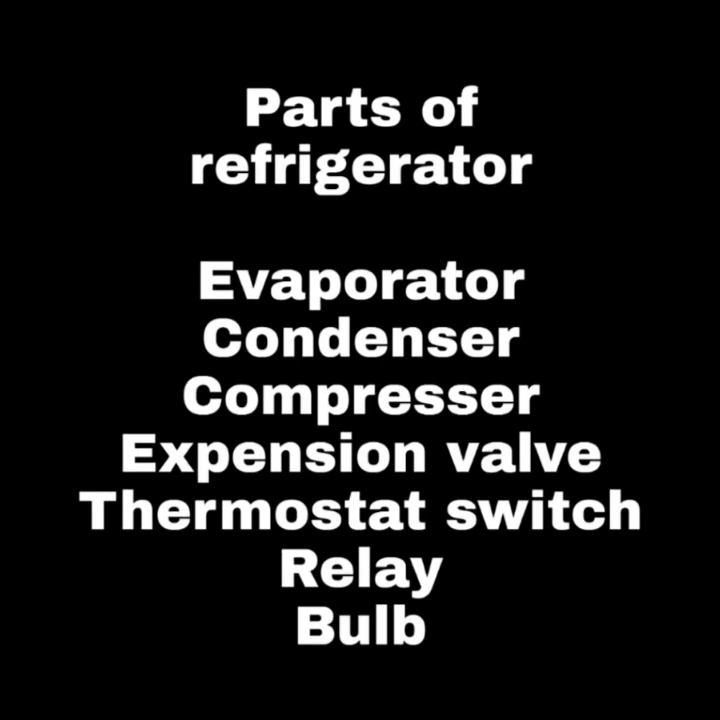 Parts of
refrigerator
Evaporator
Condenser
Compresser
Expension valve
Thermostat switch
Relay
Bulb